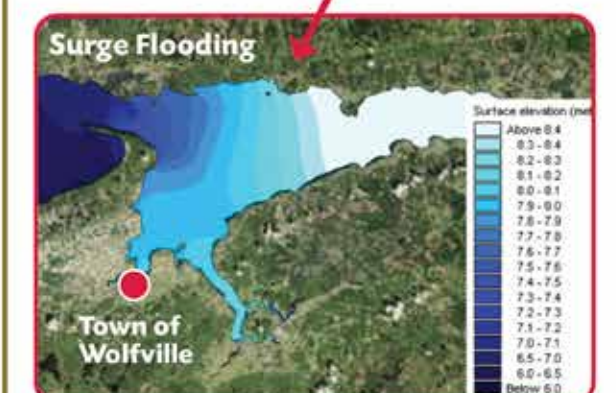 Surge Flooding
Surface elevation (met
Above 8.4
8.3 - 8.4
8.2 - 8.3
8.1 - 8.2
8.0 - 8.1
7.9 - 8.0
7.8 - 7.9
7.7 - 7.8
7.6 - 7.7
7.5 - 7.6
7.4 - 7.5
7.3 - 7.4
7.2 - 7.3
7.1 - 7.2
7.0 - 7.1
6.5 - 7.0
6.0 - 6.5
Below 6.0
Town of
Wolfville